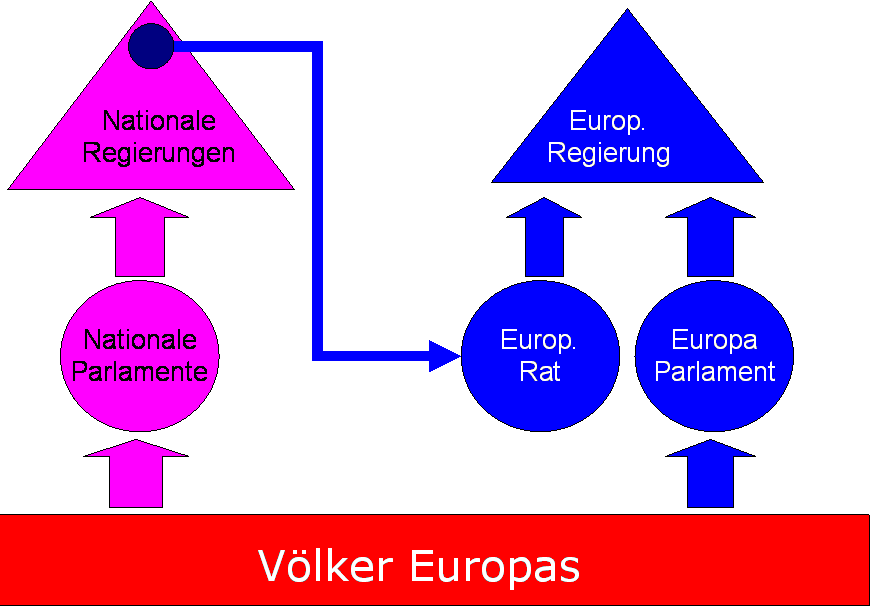 Nationale
Regierungen
Europ.
Regierung
Nationale
Parlamente
Europ.
Rat
Europa
Parlament
Völker Europas